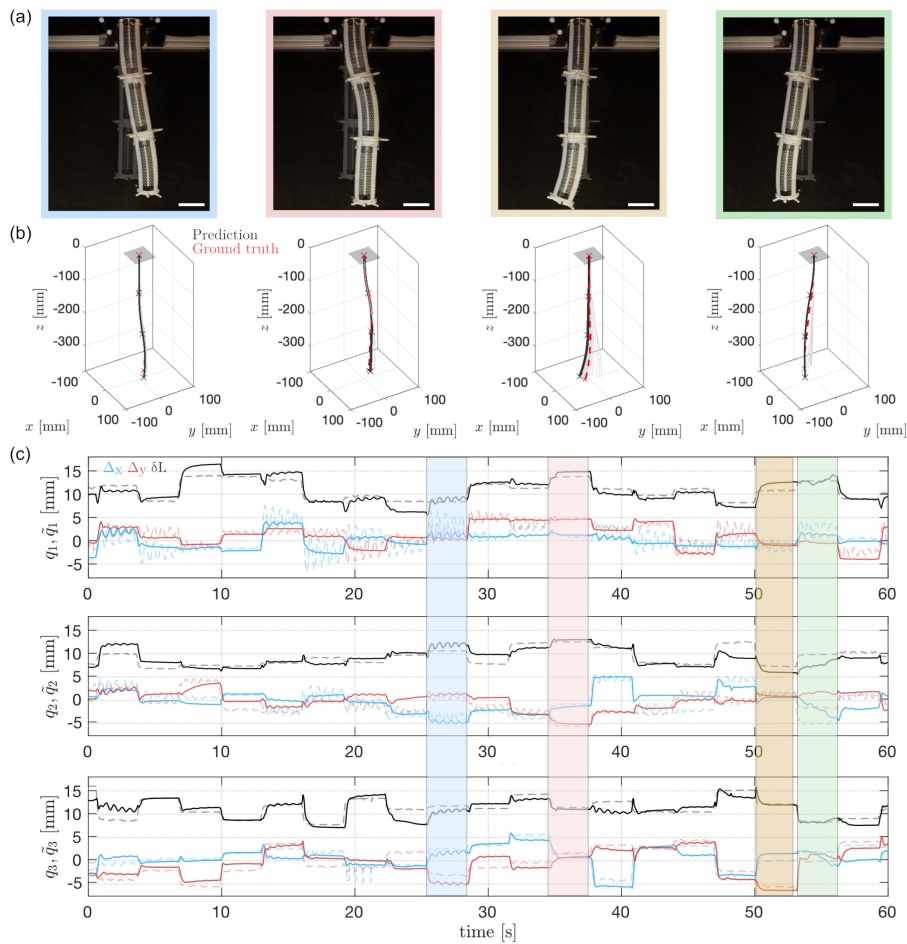 (a)
(b)
Prediction
Ground truth
0
-100
-200
-300
z [mm]
-100
0
100
x [mm]
-100
0
100
y [mm]
0
-100
-200
-300
z [mm]
-100
0
100
x [mm]
-100
0
100
y [mm]
0
-100
-200
-300
z [mm]
-100
0
100
x [mm]
-100
0
100
y [mm]
0
-100
-200
-300
z [mm]
-100
0
100
x [mm]
-100
0
100
y [mm]
(c)
Δx Δy δL
15
10
5
0
-5
q₁, q̃₁ [mm]
0 10 20 30 40 50 60
15
10
5
0
-5
q₂, q̃₂ [mm]
0 10 20 30 40 50 60
15
10
5
0
-5
q₃, q̃₃ [mm]
0 10 20 30 40 50 60
time [s]